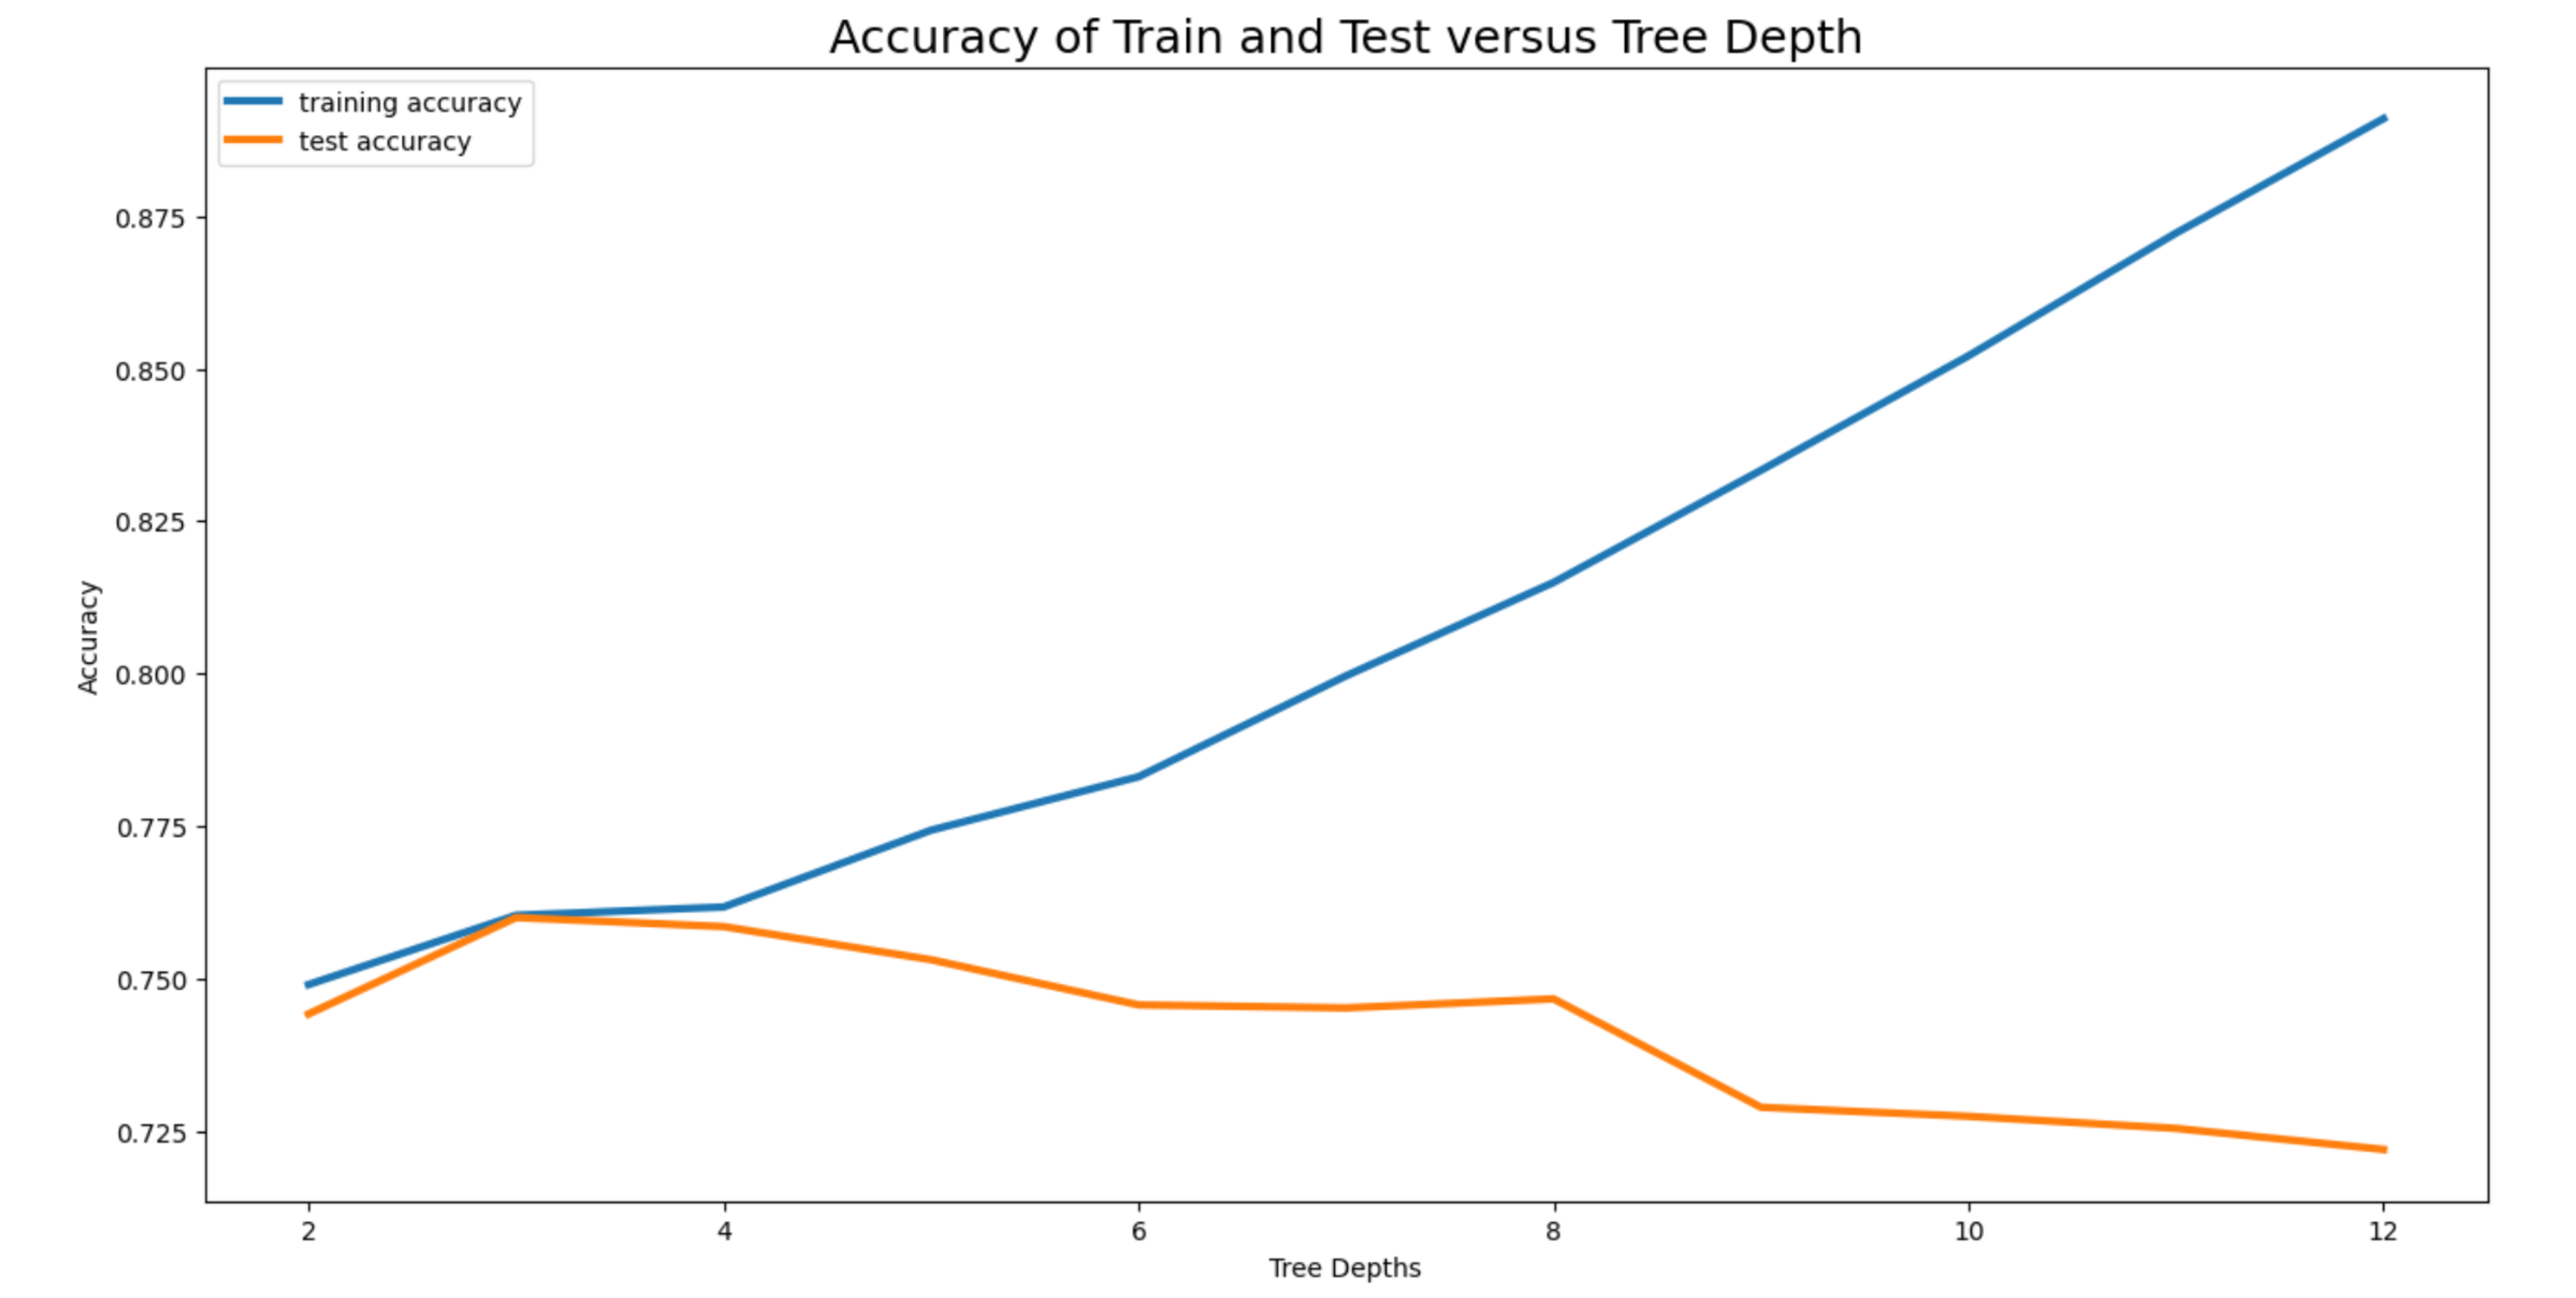 Accuracy of Train and Test versus Tree Depth
training accuracy
test accuracy
0.875
0.850
0.825
0.800
0.775
0.750
0.725
Accuracy
2 4 6 8 10 12
Tree Depths